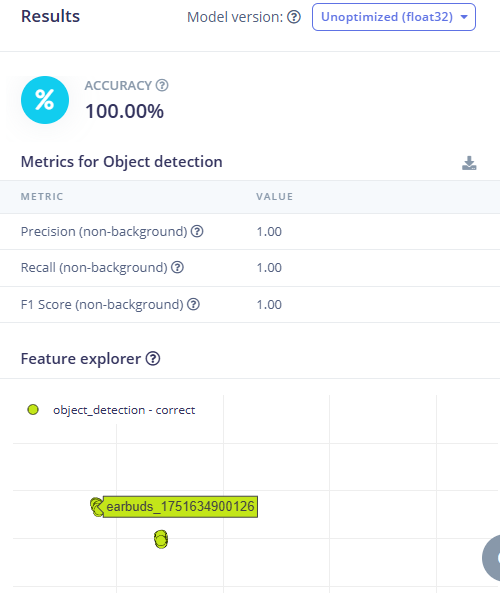 Results
Model version:
Unoptimized (float32)
%
ACCURACY
100.00%
Metrics for Object detection
METRIC VALUE
Precision (non-background) 1.00
Recall (non-background) 1.00
F1 Score (non-background) 1.00
Feature explorer
object_detection - correct
earbuds_1751634900126